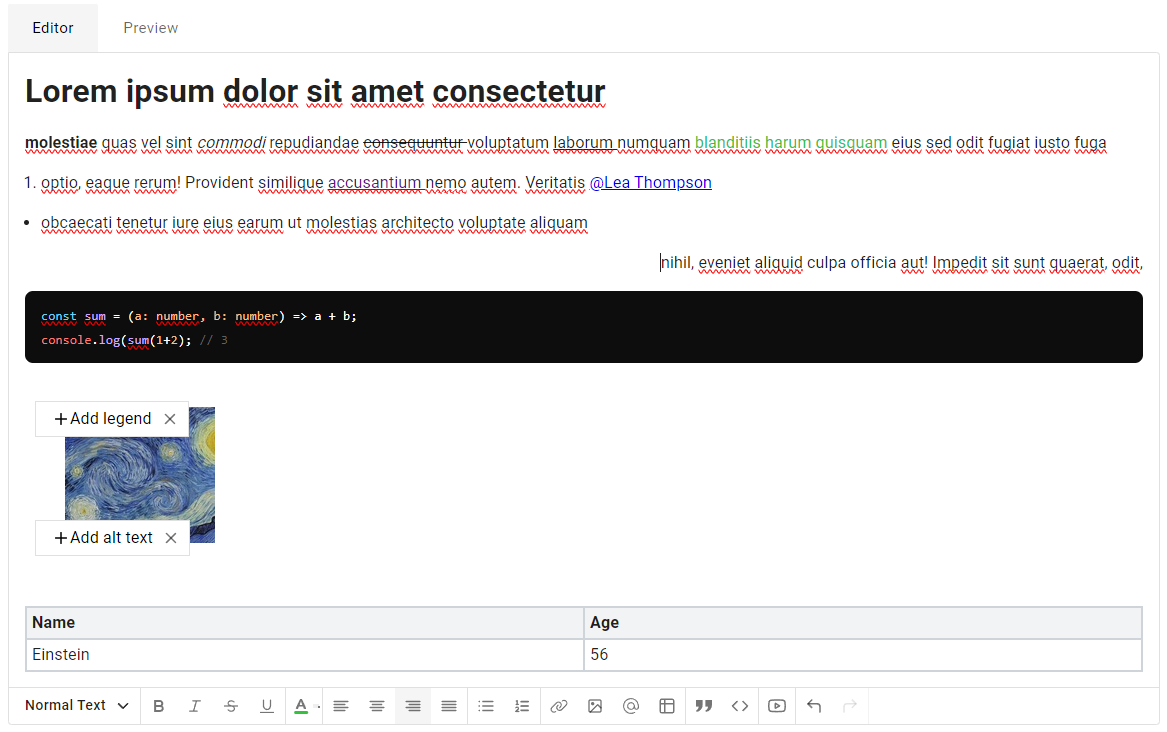 Editor Preview
Lorem ipsum dolor sit amet consectetur
molestiae quas vel sint commodi repudiandae consequuntur voluptatum laborum numquam blanditiis harum quisquam eius sed odit fugiat iusto fuga
1. optio, eaque rerum! Provident similique accusantium nemo autem. Veritatis @Lea Thompson
• obcaecati tenetur iure eius earum ut molestias architecto voluptate aliquam
nihil, eveniet aliquid culpa officia aut! Impedit sit sunt quaerat, odit,
const sum = (a: number, b: number) => a + b;
console.log(sum(1+2); // 3
+Add legend ×
+Add alt text ×
Name Age
Einstein 56
Normal Text B I S U A